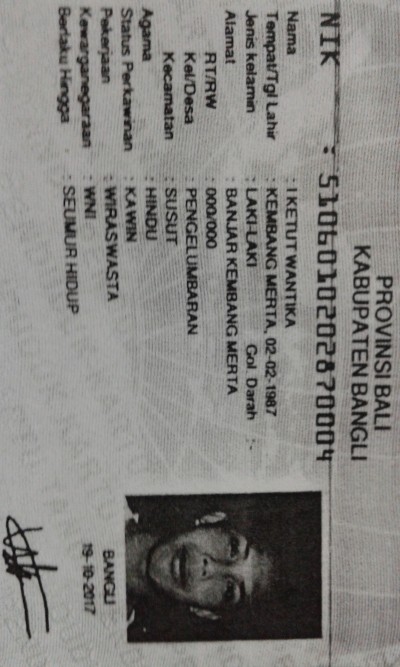 PROVINSI BALI
KABUPATEN BANGLI
NIK : 5106010202870004
Nama : I KETUT WANTIKA
Tempat/Tgl Lahir : KEMBANG MERTA, 02-02-1987
Jenis kelamin : LAKI-LAKI Gol. Darah : -
Alamat : BANJAR KEMBANG MERTA
RT/RW : 000/000
Kel/Desa : PENGELUMBARAN
Kecamatan : SUSUT
Agama : HINDU
Status Perkawinan : KAWIN
Pekerjaan : WIRASWASTA
Kewarganegaraan : WNI
Berlaku Hingga : SEUMUR HIDUP
BANGLI
19-10-2017